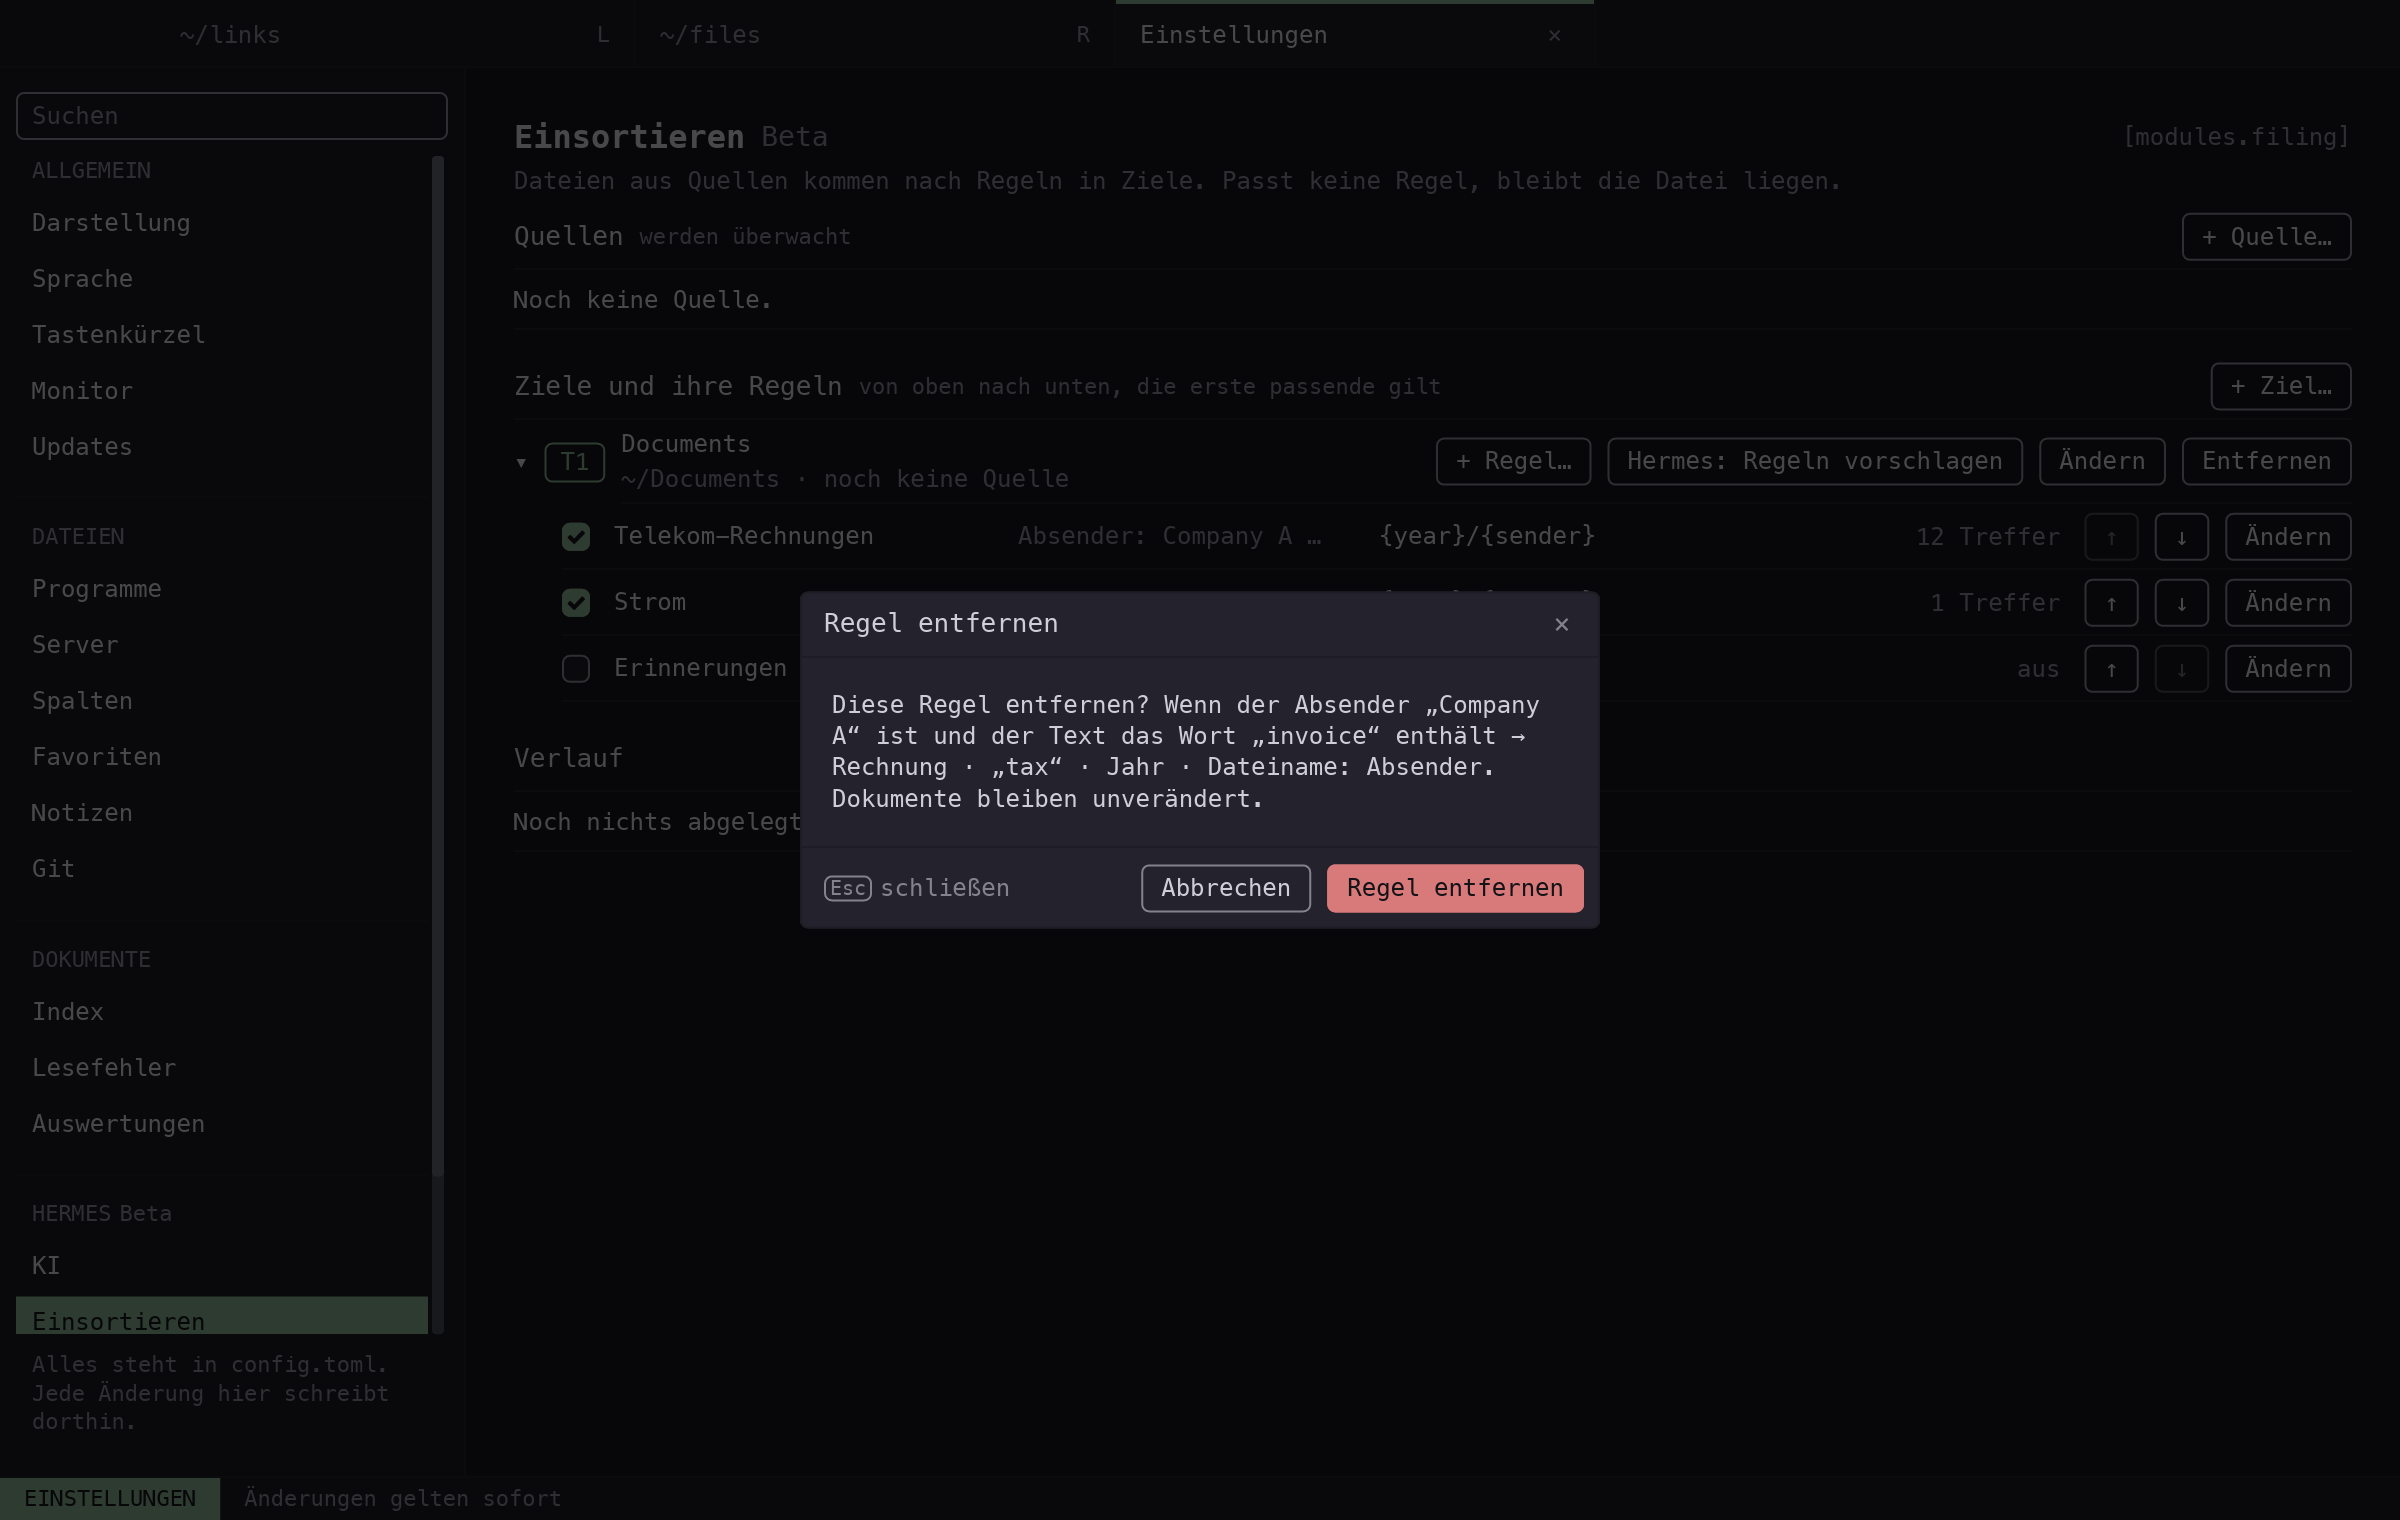 ~/links L ~/files R Einstellungen ×
Suchen
ALLGEMEIN
Darstellung
Sprache
Tastenkürzel
Monitor
Updates
DATEIEN
Programme
Server
Spalten
Favoriten
Notizen
Git
DOKUMENTE
Index
Lesefehler
Auswertungen
HERMES Beta
KI
Einsortieren
Alles steht in config.toml.
Jede Änderung hier schreibt
dorthin.
Einsortieren Beta [modules.filing]
Dateien aus Quellen kommen nach Regeln in Ziele. Passt keine Regel, bleibt die Datei liegen.
Quellen werden überwacht + Quelle…
Noch keine Quelle.
Ziele und ihre Regeln von oben nach unten, die erste passende gilt + Ziel…
▾ T1 Documents + Regel… Hermes: Regeln vorschlagen Ändern Entfernen
~/Documents · noch keine Quelle
Telekom-Rechnungen Absender: Company A … {year}/{sender} 12 Treffer ↑ ↓ Ändern
Strom 1 Treffer ↑ ↓ Ändern
Erinnerungen aus ↑ ↓ Ändern
Verlauf
Noch nichts abgelegt
Regel entfernen ×
Diese Regel entfernen? Wenn der Absender „Company
A“ ist und der Text das Wort „invoice“ enthält →
Rechnung · „tax“ · Jahr · Dateiname: Absender.
Dokumente bleiben unverändert.
Esc schließen Abbrechen Regel entfernen
EINSTELLUNGEN Änderungen gelten sofort